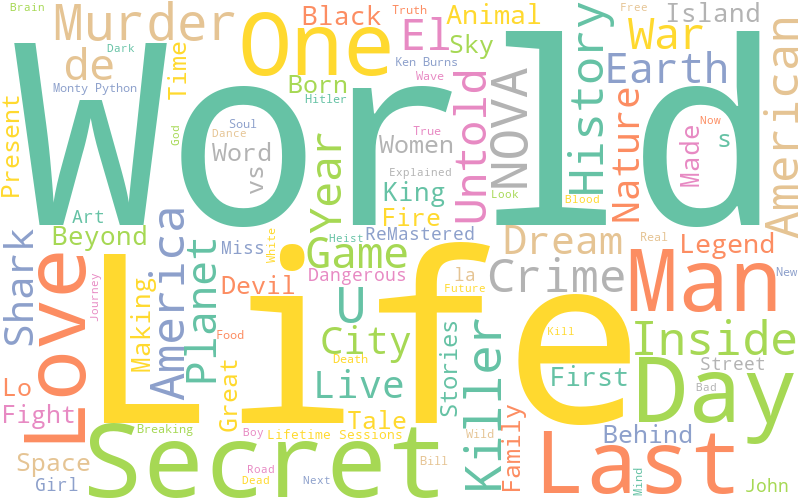 Brain
Murder
de
Time
One
Black
Truth
El
Animal
Sky
Free
Island
War
Earth
American
World
Dark
Monty Python
Ken Burns
Wave
Born
Hitler
Present
God
Soul
Dance
Word
vs
Year
Women
True
Explained
Untold
NOVA
Look
History
Nature
Made
Now
s
Blood
King
Fire
ReMastered
Art
Beyond
Miss
White
Heist
Game
Dangerous
Dream
Crime
la
Future
Real
Legend
Man
New
Shark
Love
Journey
Making
America
Planet
Devil
Food
Life
U
City
Death
Live
Stories
Killer
Kill
First
Inside
Street
Bad
Day
Lo
Fight
Great
Tale
Breaking
Secret
Boy
Lifetime Sessions
Family
Wild
Last
Behind
Space
Girl
Road
Dead
Next
Bill
Mind
John